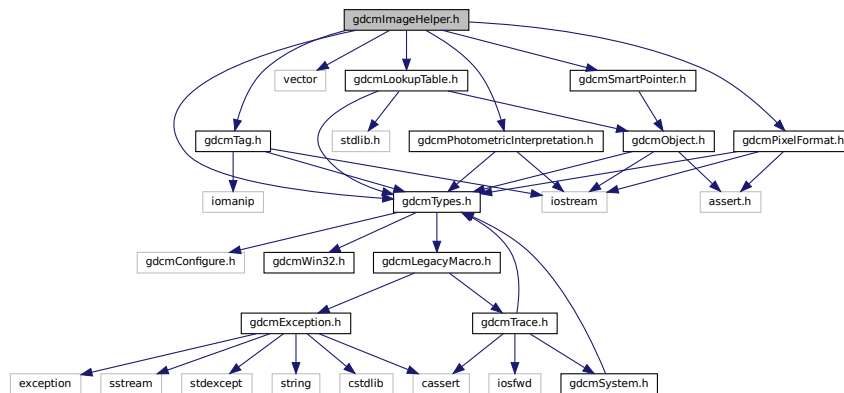 gdcmImageHelper.h
vector
gdcmLookupTable.h
gdcmSmartPointer.h
gdcmTag.h
stdlib.h
gdcmPhotometricInterpretation.h
gdcmObject.h
gdcmPixelFormat.h
iomanip
gdcmTypes.h
iostream
assert.h
gdcmConfigure.h
gdcmWin32.h
gdcmLegacyMacro.h
gdcmException.h
gdcmTrace.h
exception
sstream
stdexcept
string
cstdlib
cassert
iosfwd
gdcmSystem.h